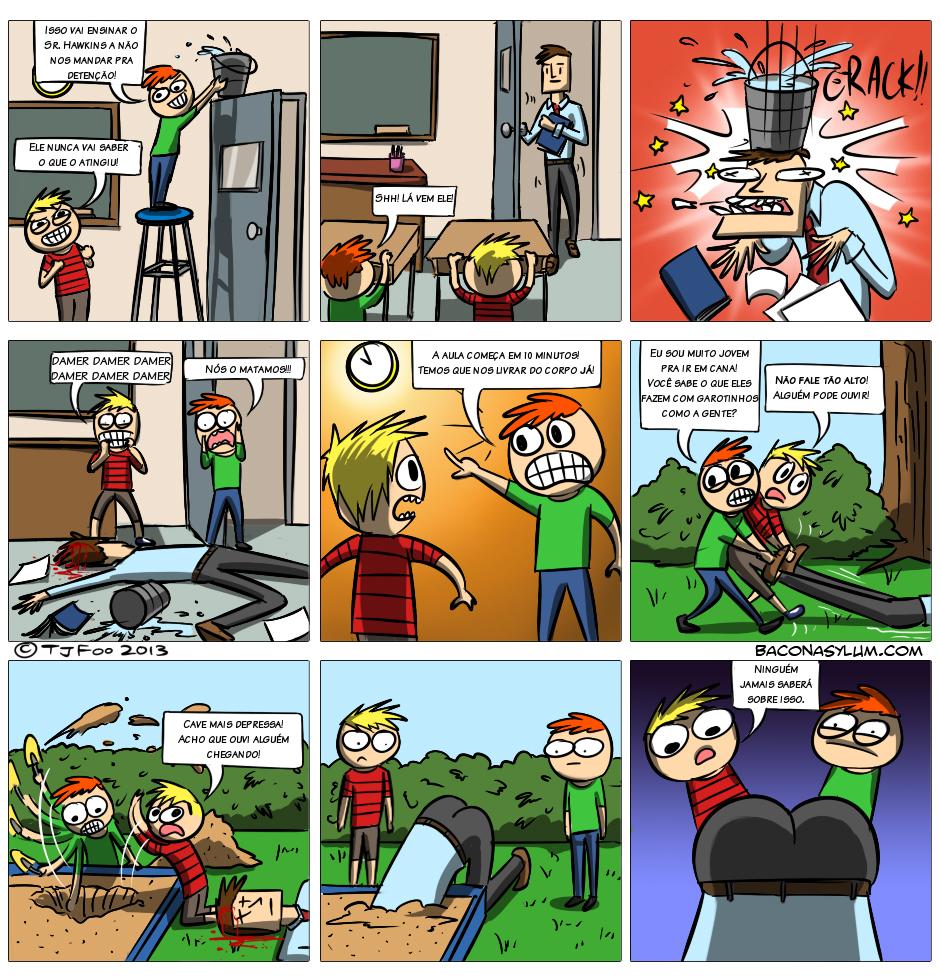 ISSO VAI ENSINAR O
SR. HAWKINS A NÃO
NOS MANDAR PRA
DETENÇÃO!
ELE NUNCA VAI SABER
O QUE O ATINGIU!
SHH! LÁ VEM ELE!
CRACK!!
DAMER DAMER DAMER
DAMER DAMER DAMER
NÓS O MATAMOS!!!
A AULA COMEÇA EM 10 MINUTOS!
TEMOS QUE NOS LIVRAR DO CORPO JÁ!
EU SOU MUITO JOVEM
PRA IR EM CANA!
VOCÊ SABE O QUE ELES
FAZEM COM GAROTINHOS
COMO A GENTE?
NÃO FALE TÃO ALTO!
ALGUÉM PODE OUVIR!
© TJFOO 2013
BACONASYLUM.COM
CAVE MAIS DEPRESSA!
ACHO QUE OUVI ALGUÉM
CHEGANDO!
NINGUÉM
JAMAIS SABERÁ
SOBRE ISSO.